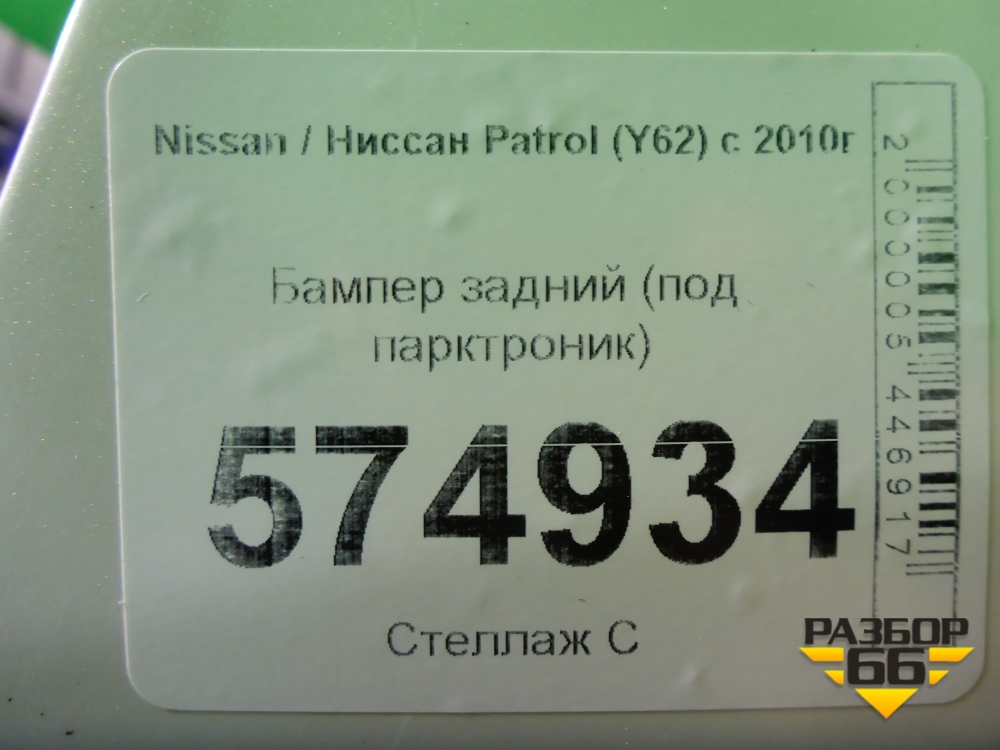 Nissan / Ниссан Patrol (Y62) с 2010г
Бампер задний (под
парктроник)
574934
Стеллаж С
2000005446917
РАЗБОР
66